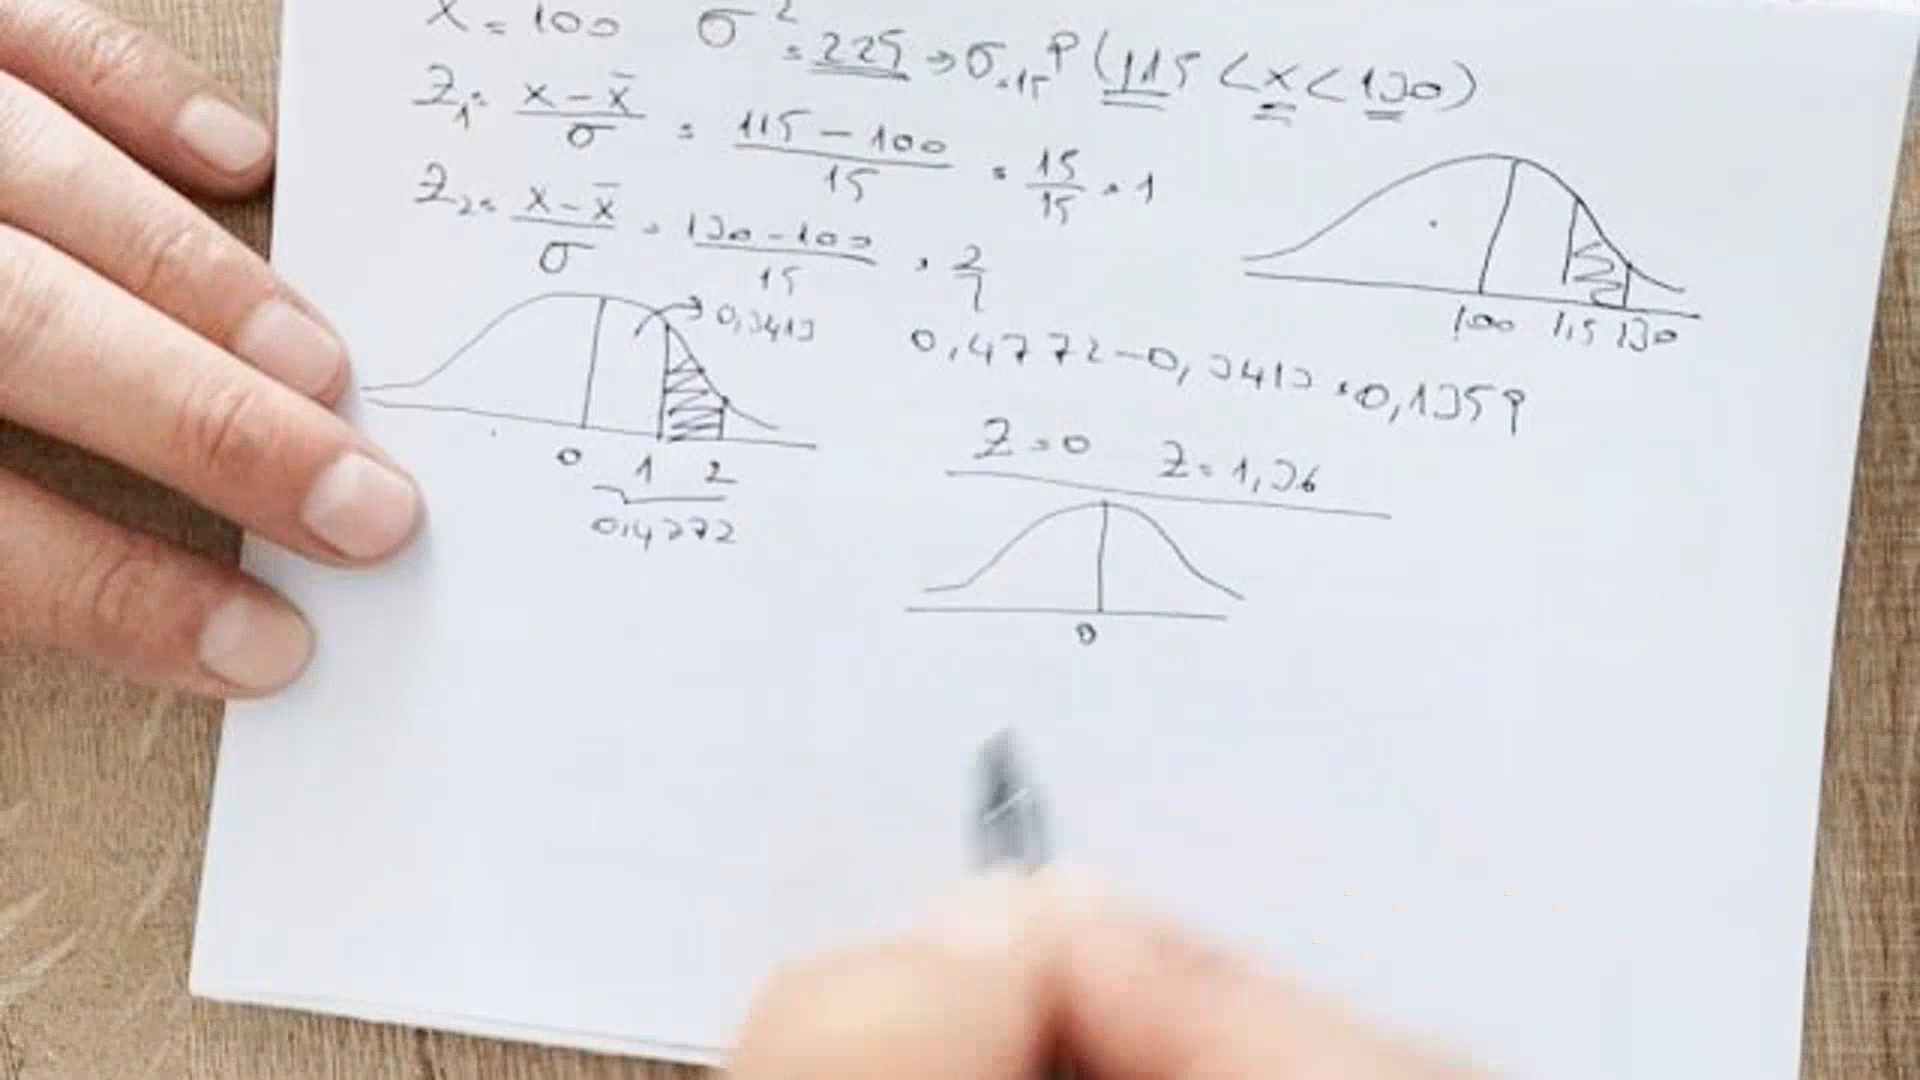 X = 100 σ² = 225 ⇒ σ = 15 P(115 < x < 130)
Z₁ = (x - x̄)/σ = (115 - 100)/15 = 15/15 = 1
Z₂ = (x - x̄)/σ = (130 - 100)/15 = 2
100 115 130
0,3413
0,4772 - 0,3413 = 0,1359
0 1 2
0,4772
Z = 0 Z = 1,36
0